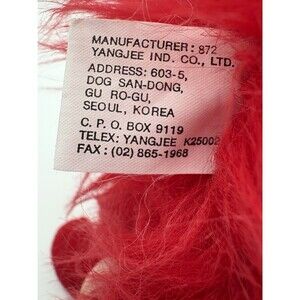 MANUFACTURER : 872
YANGJEE IND. CO., LTD.
ADDRESS: 603-5,
DOG SAN-DONG,
GU RO-GU,
SEOUL, KOREA
C. P. O. BOX 9119
TELEX: YANGJEE K25002
FAX : (02) 865-1968